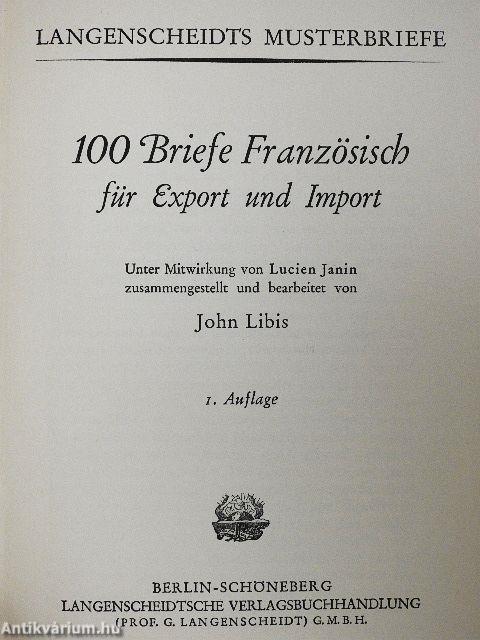 LANGENSCHEIDTS MUSTERBRIEFE
100 Briefe Französisch
für Export und Import
Unter Mitwirkung von Lucien Janin
zusammengestellt und bearbeitet von
John Libis
1. Auflage
BERLIN-SCHÖNEBERG
LANGENSCHEIDTSCHE VERLAGSBUCHHANDLUNG
(PROF. G. LANGENSCHEIDT) G.M.B.H.
Antikvárium.hu